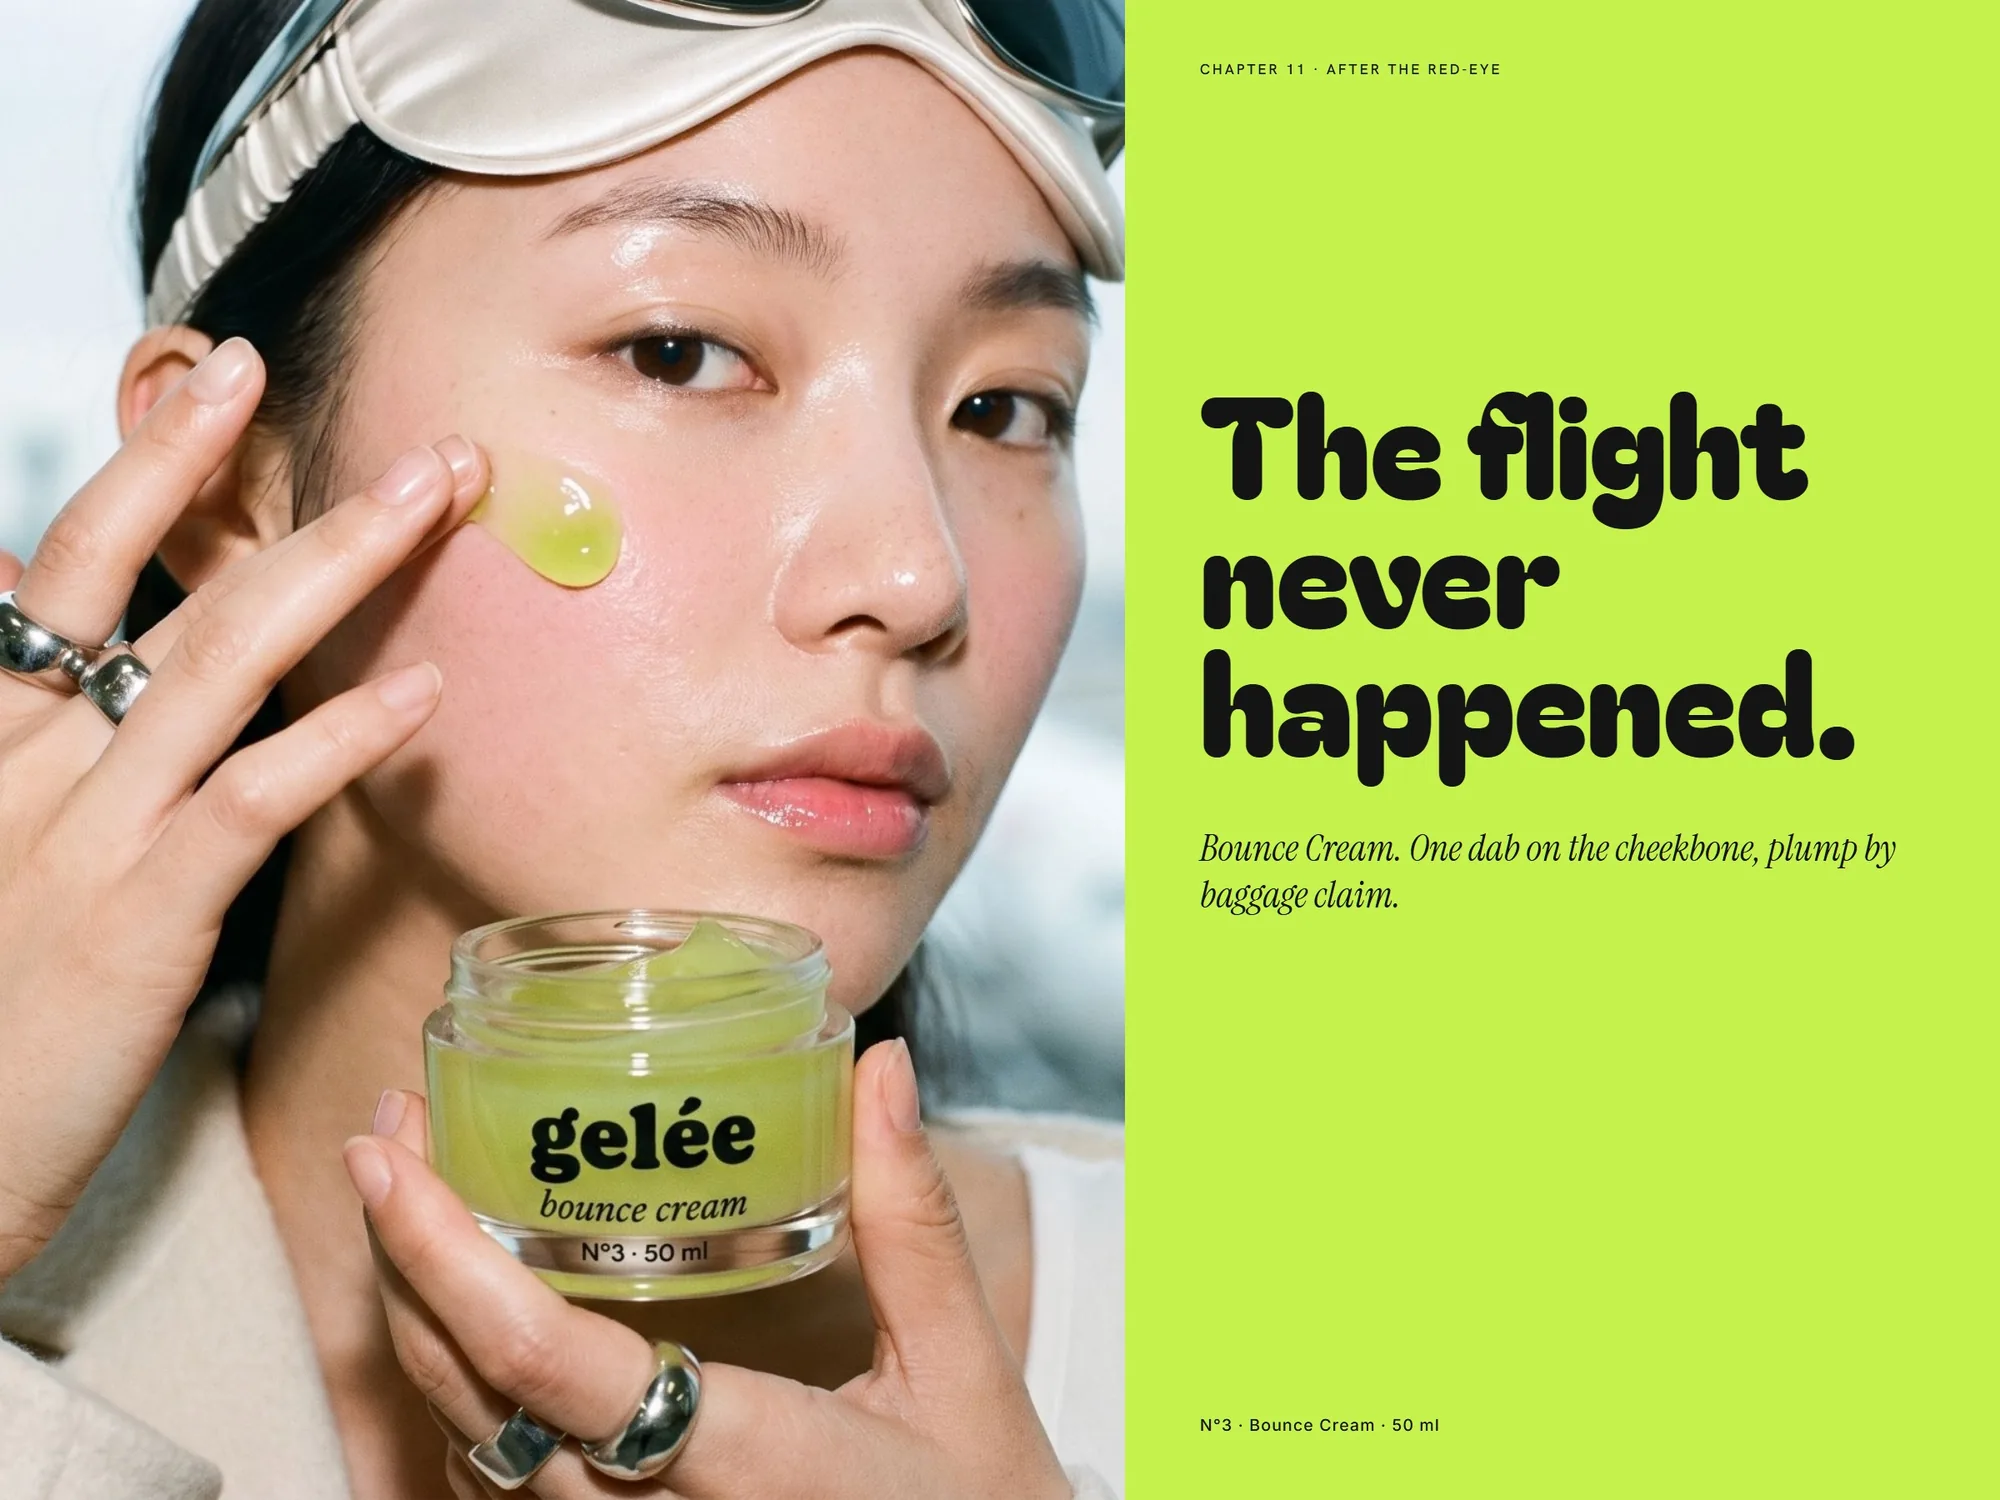 CHAPTER 11 · AFTER THE RED-EYE
The flight
never
happened.
Bounce Cream. One dab on the cheekbone, plump by
baggage claim.
gelée
bounce cream
N°3 · 50 ml
N°3 · Bounce Cream · 50 ml